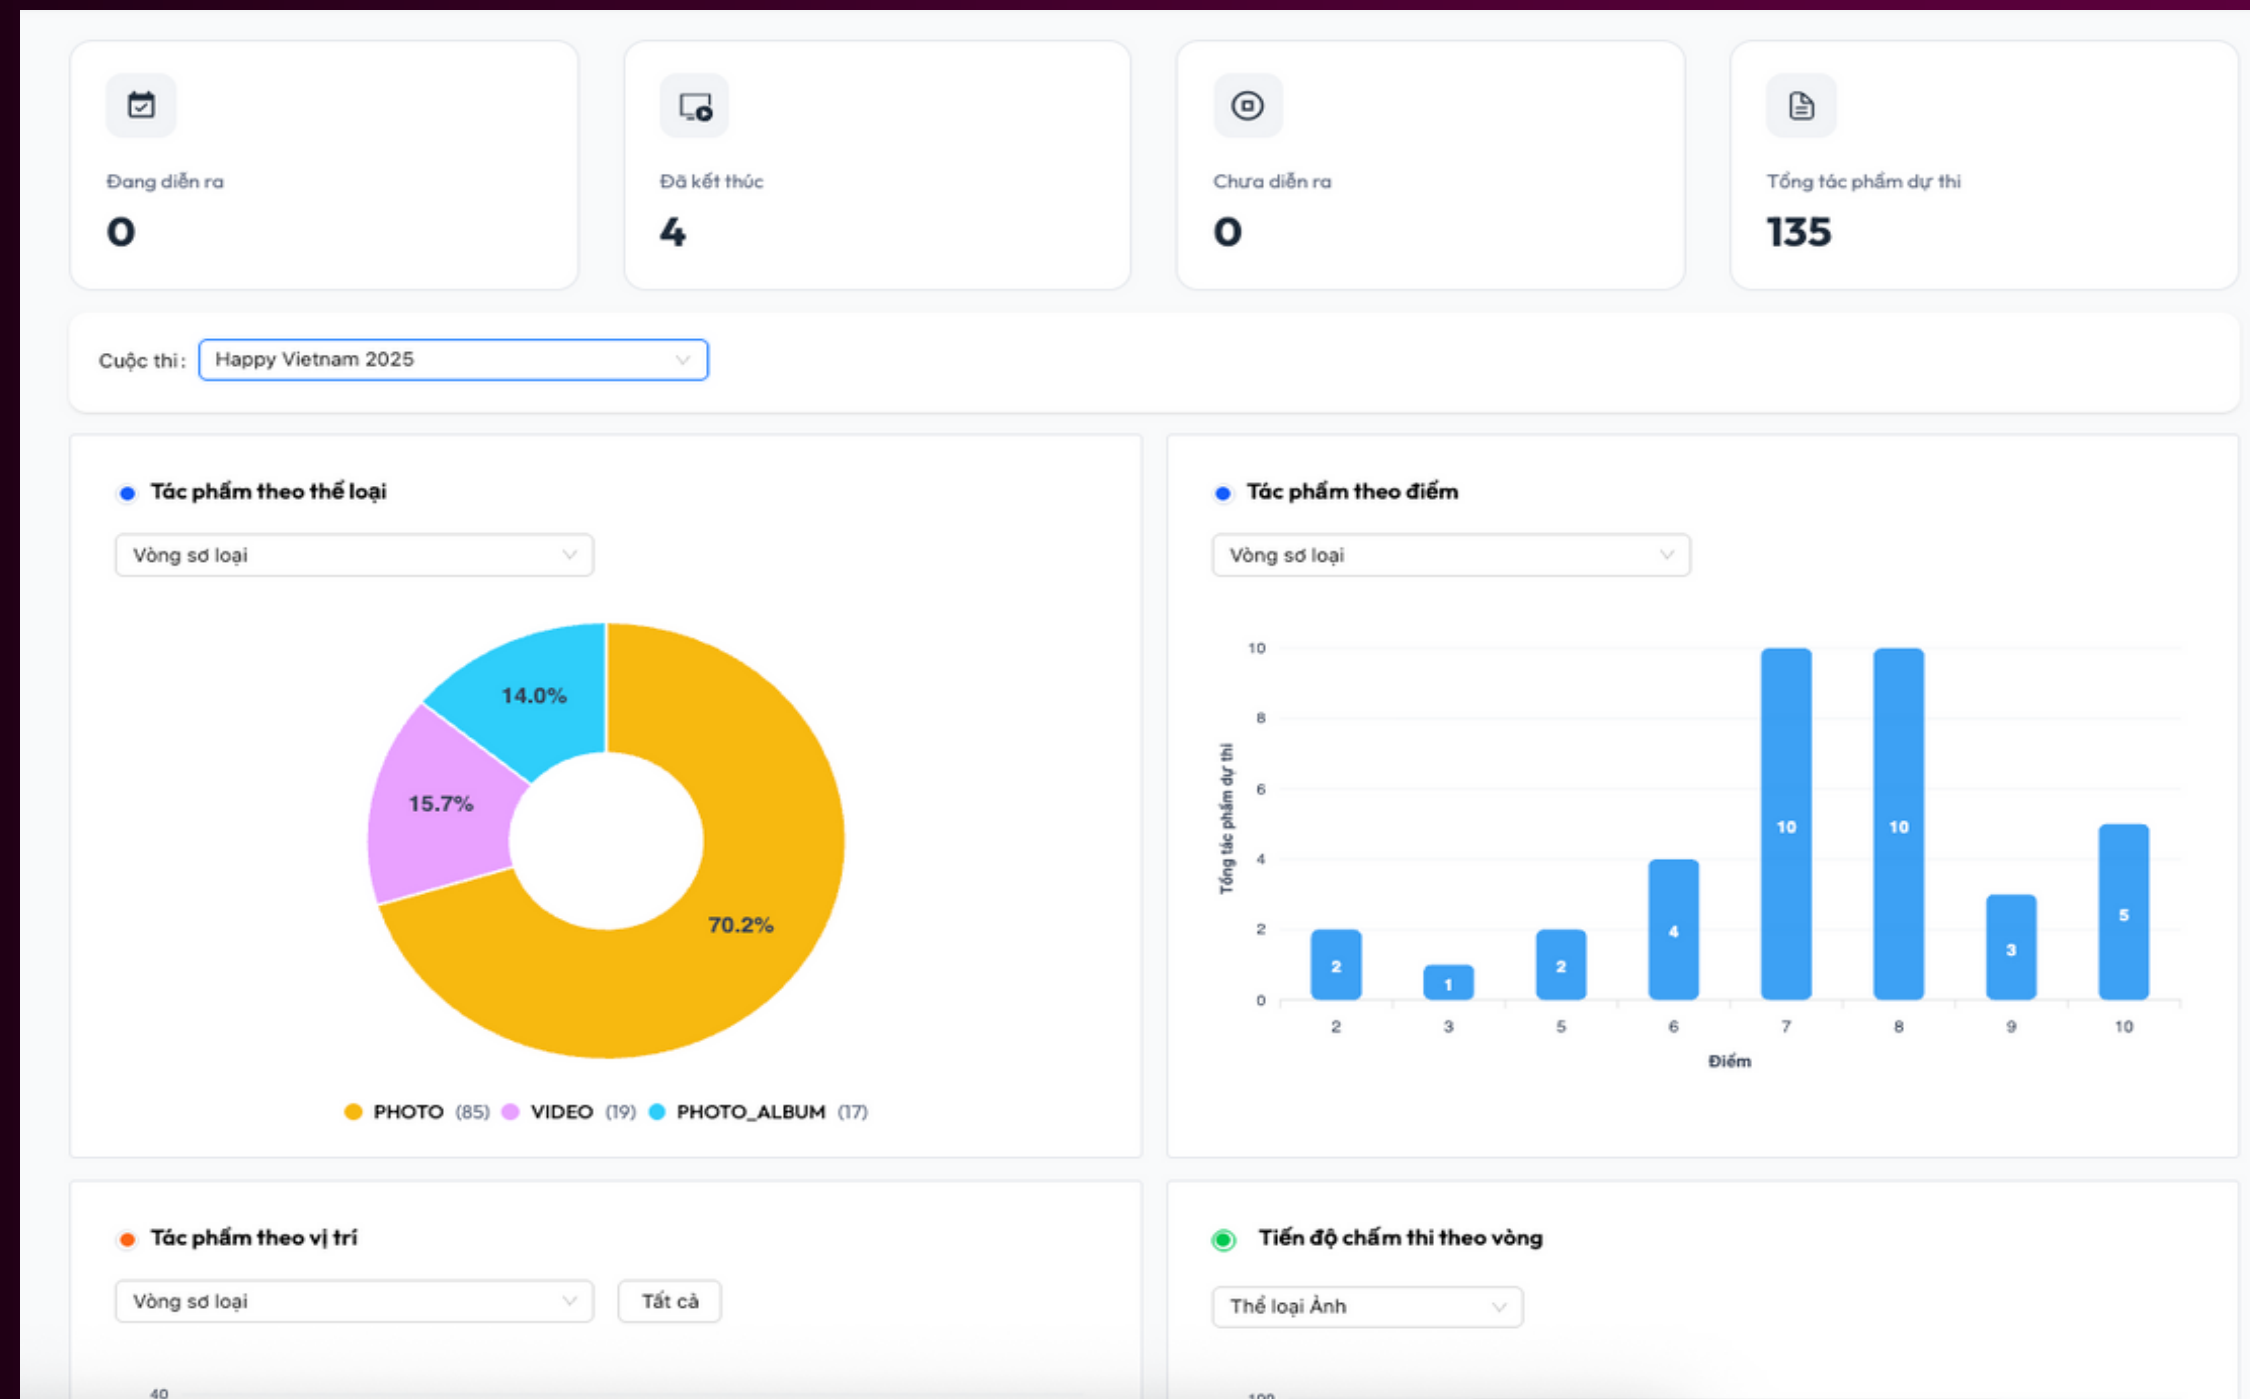 Đang diễn ra
0
Đã kết thúc
4
Chưa diễn ra
0
Tổng tác phẩm dự thi
135
Cuộc thi: Happy Vietnam 2025
Tác phẩm theo thể loại
Vòng sơ loại
14.0%
15.7%
70.2%
PHOTO (85) VIDEO (19) PHOTO_ALBUM (17)
Tác phẩm theo điểm
Vòng sơ loại
Tổng tác phẩm dự thi
10
8
6
4
2
0
2 1 2 4 10 10 3 5
2 3 5 6 7 8 9 10
Điểm
Tác phẩm theo vị trí
Vòng sơ loại Tất cả
40
Tiến độ chấm thi theo vòng
Thể loại Ảnh
100